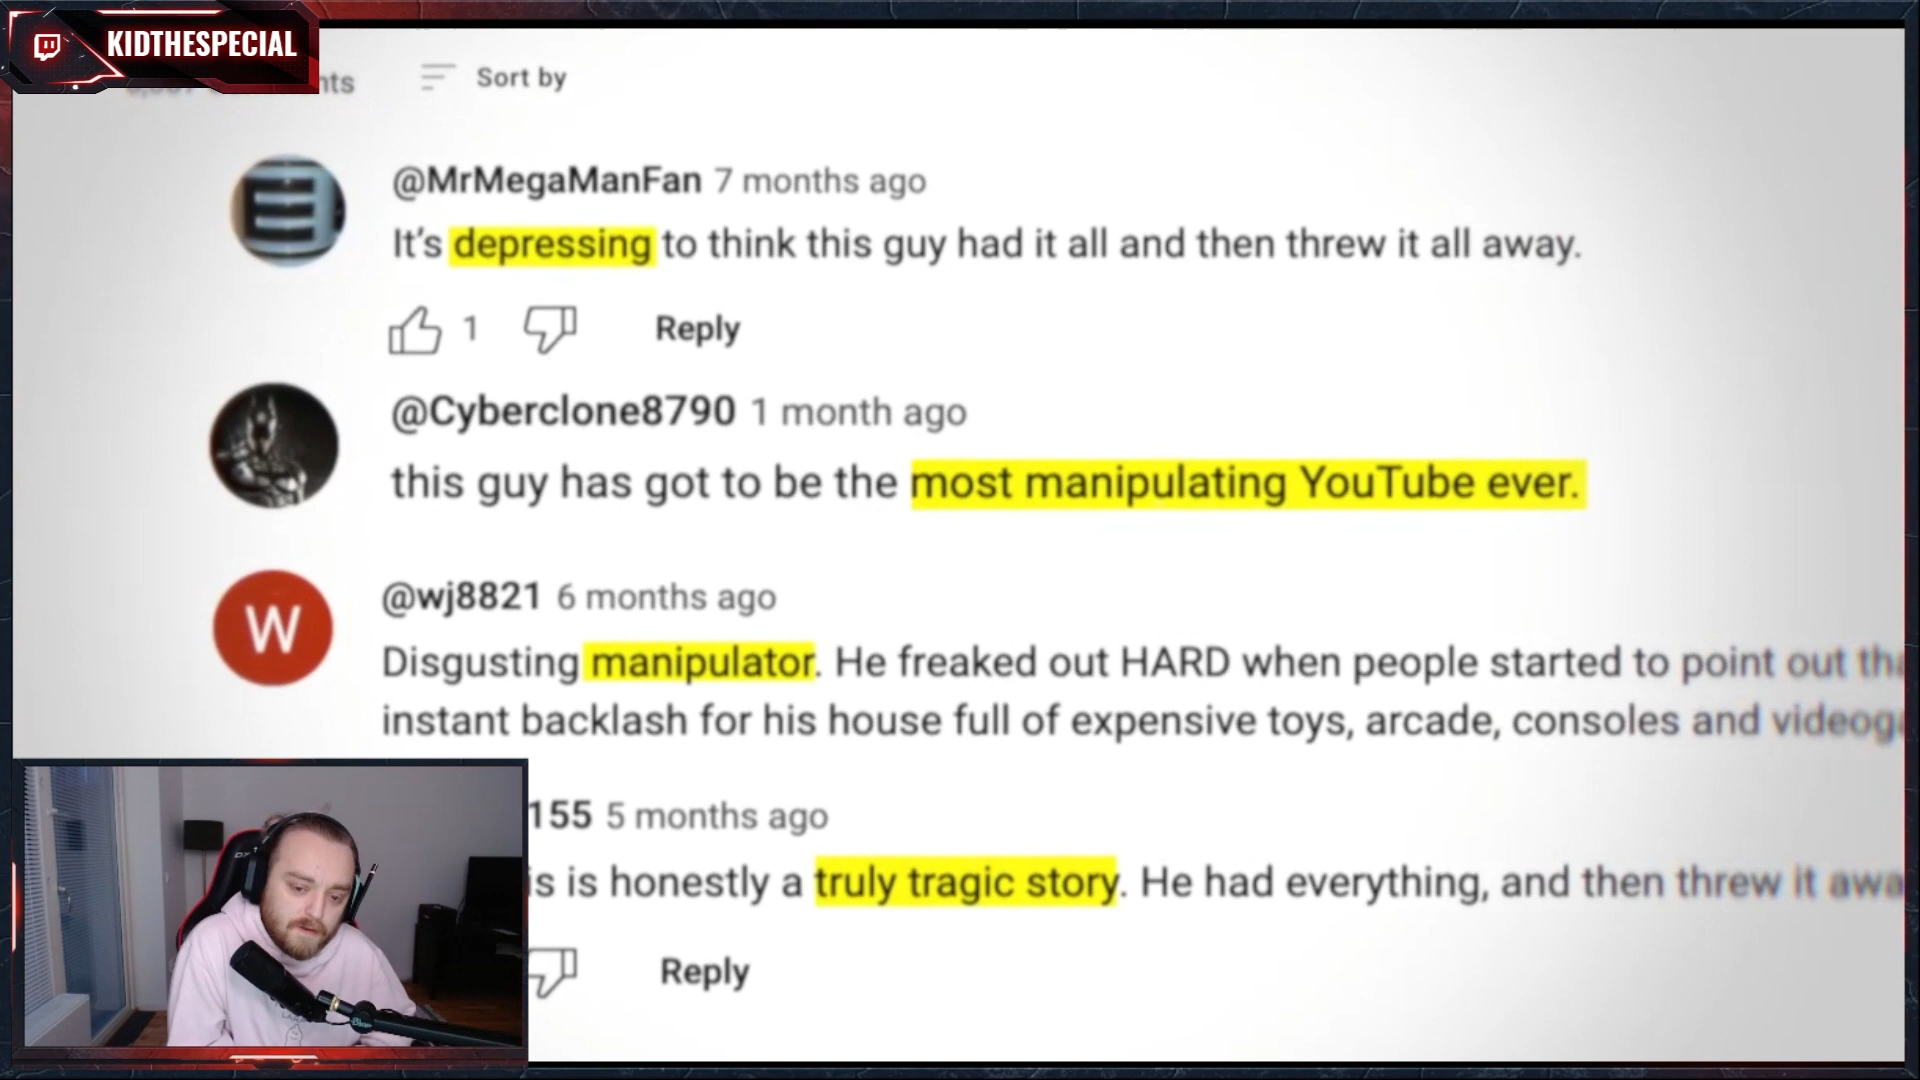 KIDTHESPECIAL
nts
Sort by
@MrMegaManFan 7 months ago
It's depressing to think this guy had it all and then threw it all away.
1
Reply
@Cyberclone8790 1 month ago
this guy has got to be the most manipulating YouTube ever.
W
@wj8821 6 months ago
Disgusting manipulator. He freaked out HARD when people started to point out tha
instant backlash for his house full of expensive toys, arcade, consoles and videoga
155 5 months ago
is is honestly a truly tragic story. He had everything, and then threw it awa
Reply